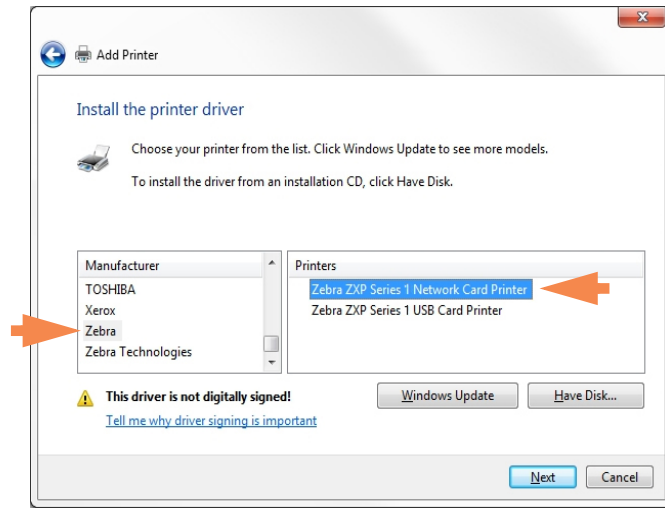 Add Printer
Install the printer driver
Choose your printer from the list. Click Windows Update to see more models.
To install the driver from an installation CD, click Have Disk.
Manufacturer
TOSHIBA
Xerox
Zebra
Zebra Technologies
Printers
Zebra ZXP Series 1 Network Card Printer
Zebra ZXP Series 1 USB Card Printer
This driver is not digitally signed!
Tell me why driver signing is important
Windows Update
Have Disk...
Next
Cancel